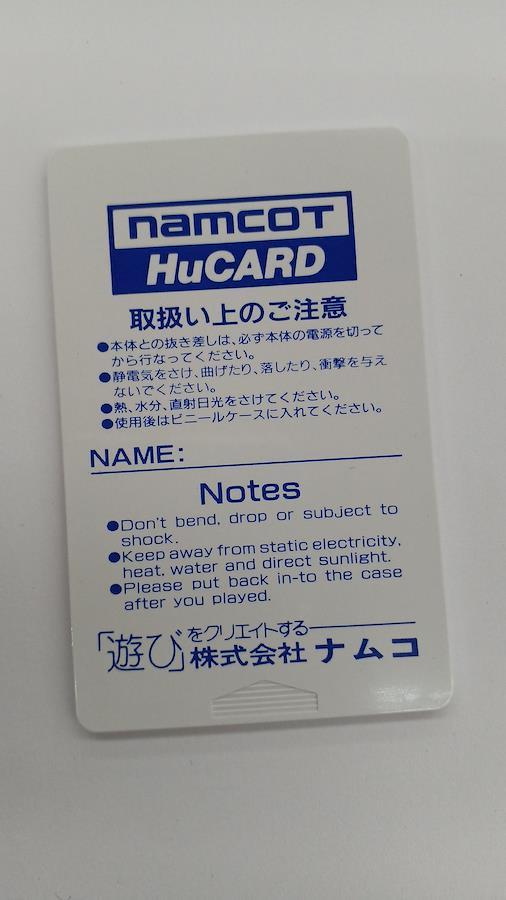 namcoT
HuCARD
取扱い上のご注意
●本体との抜き差しは、必ず本体の電源を切って
から行なってください。
●静電気をさけ、曲げたり、落したり、衝撃を与え
ないでください。
●熱、水分、直射日光をさけてください。
●使用後はビニールケースに入れてください。
NAME:
Notes
●Don't bend, drop or subject to
shock.
●Keep away from static electricity,
heat, water and direct sunlight.
●Please put back in-to the case
after you played.
「遊び」をクリエイトする
株式会社 ナムコ